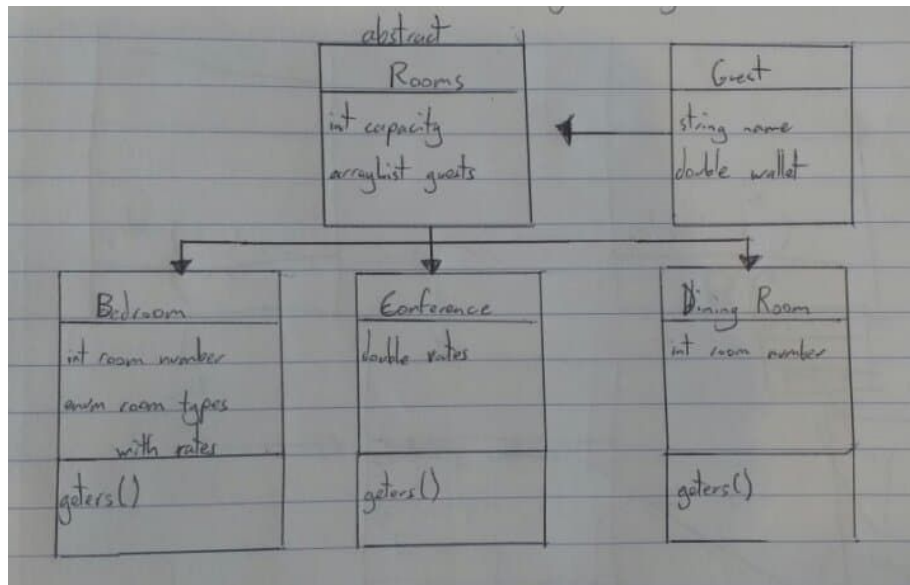 abstract
Rooms
int capacity
arrayList guests
Guest
string name
double wallet
Bedroom
int room number
enum room types
with rates
geters()
Conference
double rates
geters()
Dining Room
int room number
geters()